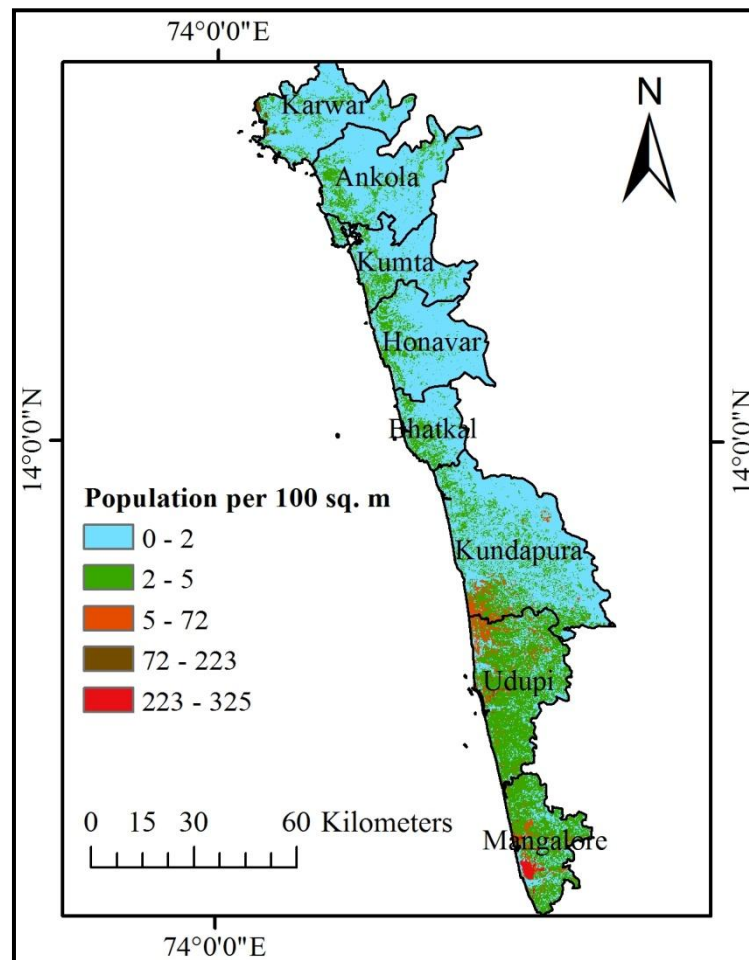 74°0'0"E
N
Karwar
Ankola
Kumta
Honavar
Bhatkal
14°0'0"N
14°0'0"N
Population per 100 sq. m
0 - 2
2 - 5
5 - 72
72 - 223
223 - 325
Kundapura
Udupi
Mangalore
0 15 30 60 Kilometers
74°0'0"E